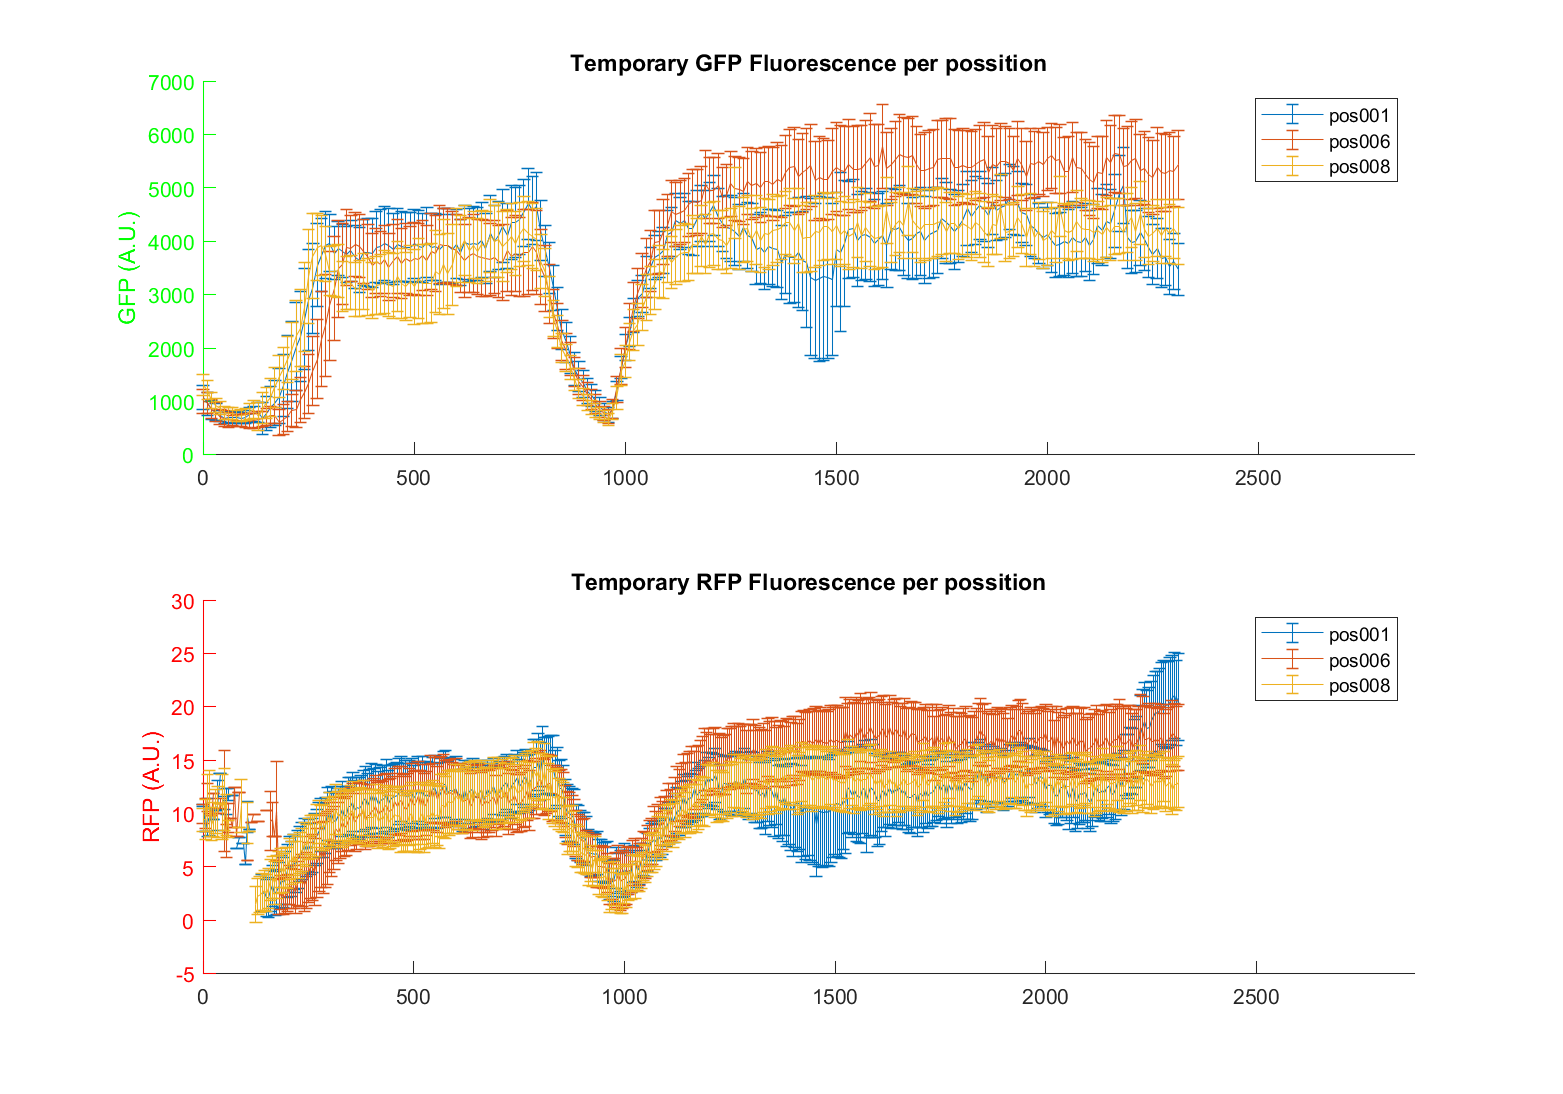 Temporary GFP Fluorescence per possition
GFP (A.U.)
7000
6000
5000
4000
3000
2000
1000
0
0 500 1000 1500 2000 2500
pos001
pos006
pos008
Temporary RFP Fluorescence per possition
RFP (A.U.)
30
25
20
15
10
5
0
-5
0 500 1000 1500 2000 2500
pos001
pos006
pos008